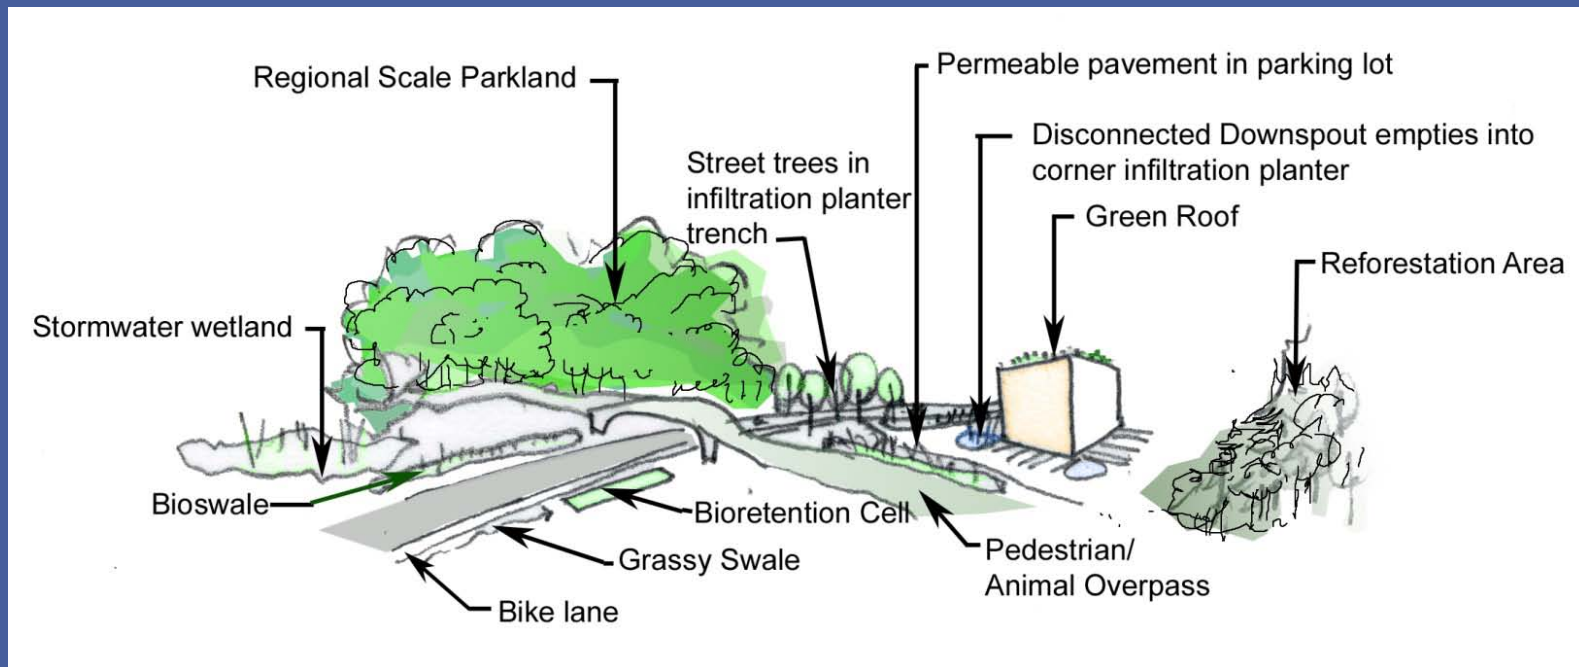 Regional Scale Parkland
Permeable pavement in parking lot
Disconnected Downspout empties into
corner infiltration planter
Street trees in
infiltration planter
trench
Green Roof
Reforestation Area
Stormwater wetland
Bioswale
Bioretention Cell
Grassy Swale
Pedestrian/
Animal Overpass
Bike lane